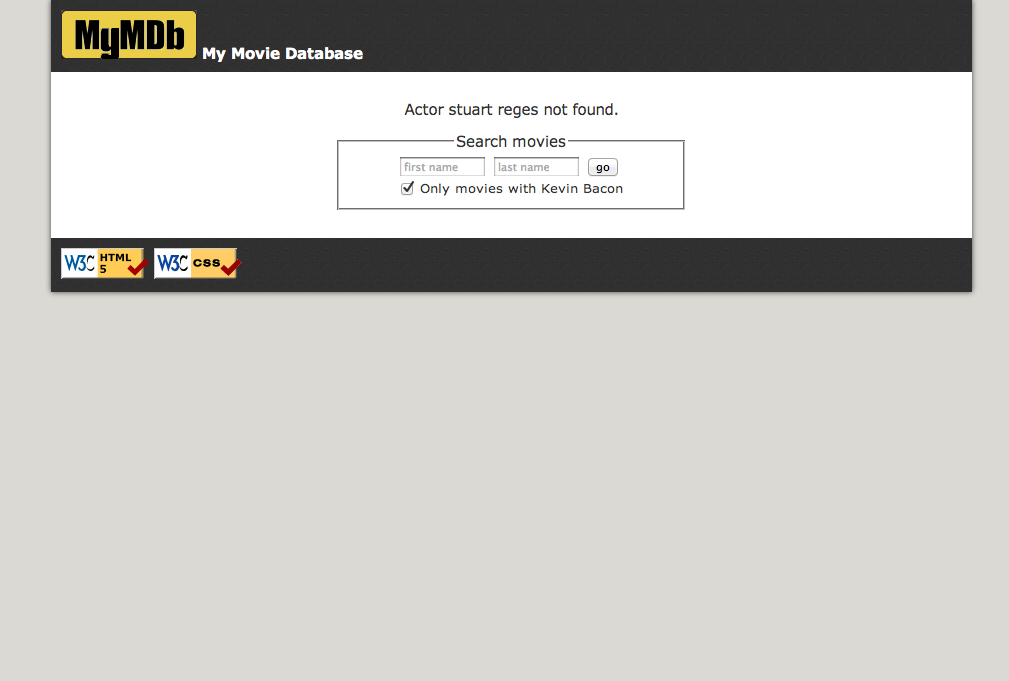 MyMDb My Movie Database
Actor stuart reges not found.
Search movies
first name last name go
Only movies with Kevin Bacon
W3C HTML 5 W3C CSS